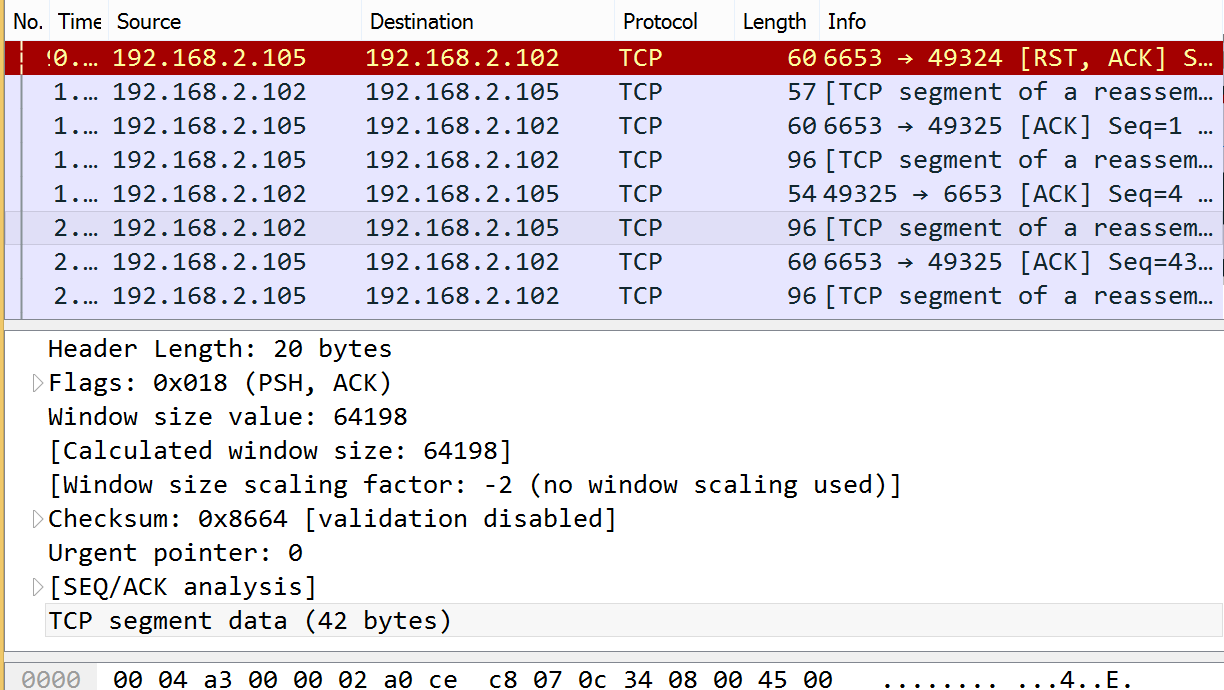 No. Time Source Destination Protocol Length Info
0.… 192.168.2.105 192.168.2.102 TCP 60 6653 → 49324 [RST, ACK] S…
1.… 192.168.2.102 192.168.2.105 TCP 57 [TCP segment of a reassem…
1.… 192.168.2.105 192.168.2.102 TCP 60 6653 → 49325 [ACK] Seq=1 …
1.… 192.168.2.105 192.168.2.102 TCP 96 [TCP segment of a reassem…
1.… 192.168.2.102 192.168.2.105 TCP 54 49325 → 6653 [ACK] Seq=4 …
2.… 192.168.2.102 192.168.2.105 TCP 96 [TCP segment of a reassem…
2.… 192.168.2.105 192.168.2.102 TCP 60 6653 → 49325 [ACK] Seq=43…
2.… 192.168.2.105 192.168.2.102 TCP 96 [TCP segment of a reassem…
Header Length: 20 bytes
Flags: 0x018 (PSH, ACK)
Window size value: 64198
[Calculated window size: 64198]
[Window size scaling factor: -2 (no window scaling used)]
Checksum: 0x8664 [validation disabled]
Urgent pointer: 0
[SEQ/ACK analysis]
TCP segment data (42 bytes)
0000 00 04 a3 00 00 02 a0 ce c8 07 0c 34 08 00 45 00 ........ ...4..E.